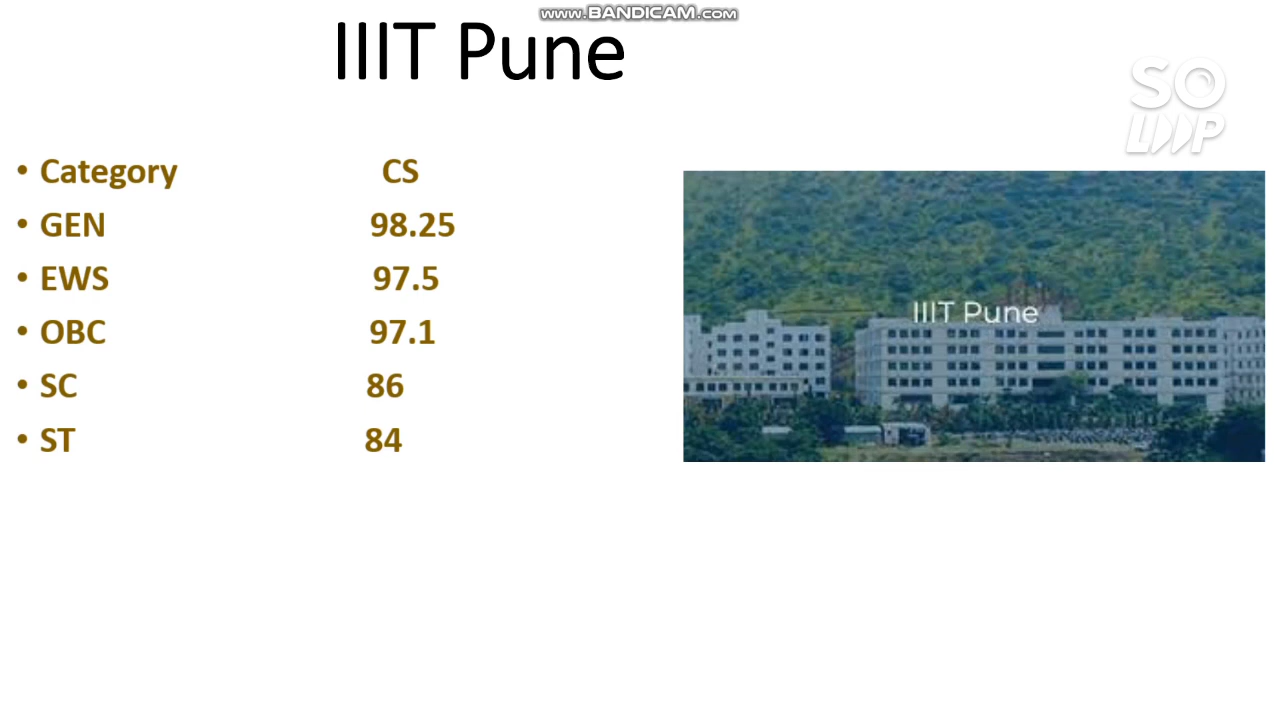 www.BANDICAM.com
IIIT Pune
SO
LOOP
• Category CS
• GEN 98.25
• EWS 97.5
• OBC 97.1
• SC 86
• ST 84
IIIT Pune